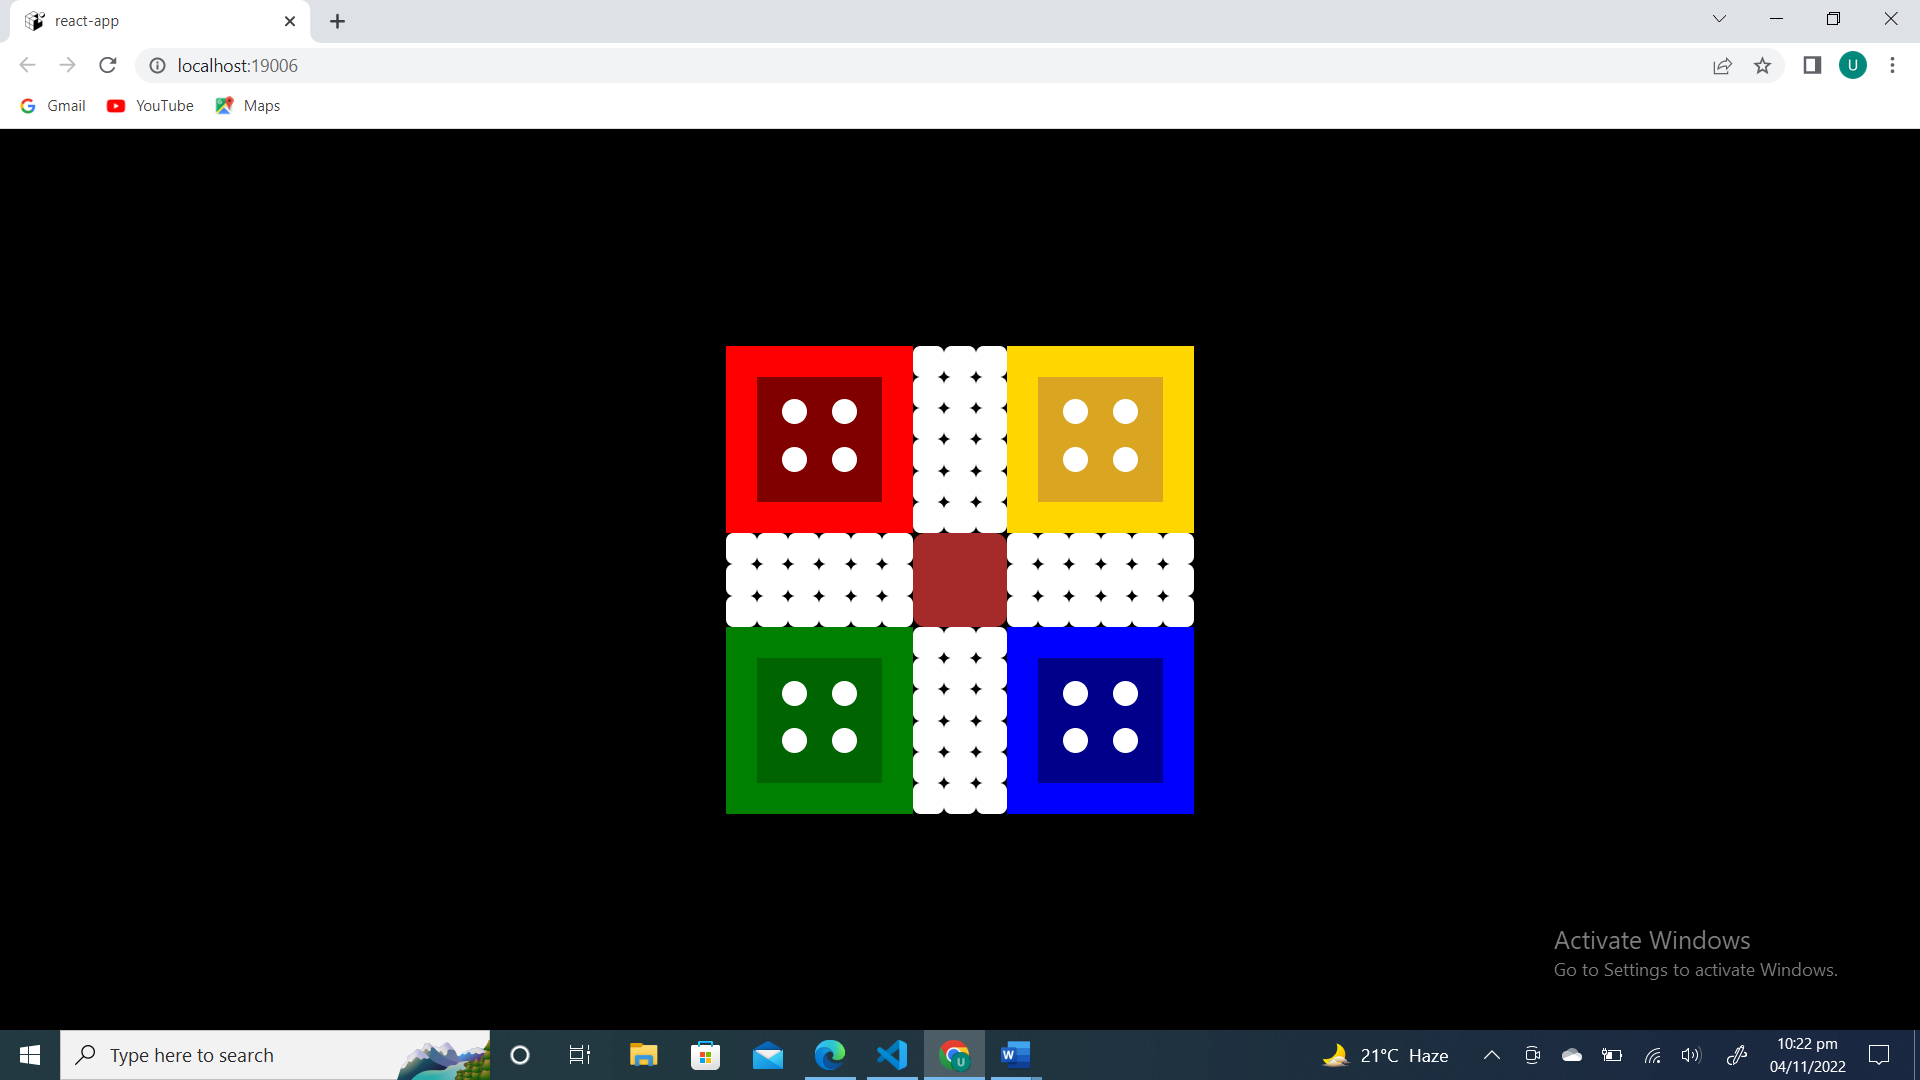 react-app
localhost:19006
Gmail
YouTube
Maps
U
Activate Windows
Go to Settings to activate Windows.
Type here to search
U
W
21°C Haze
10:22 pm
04/11/2022